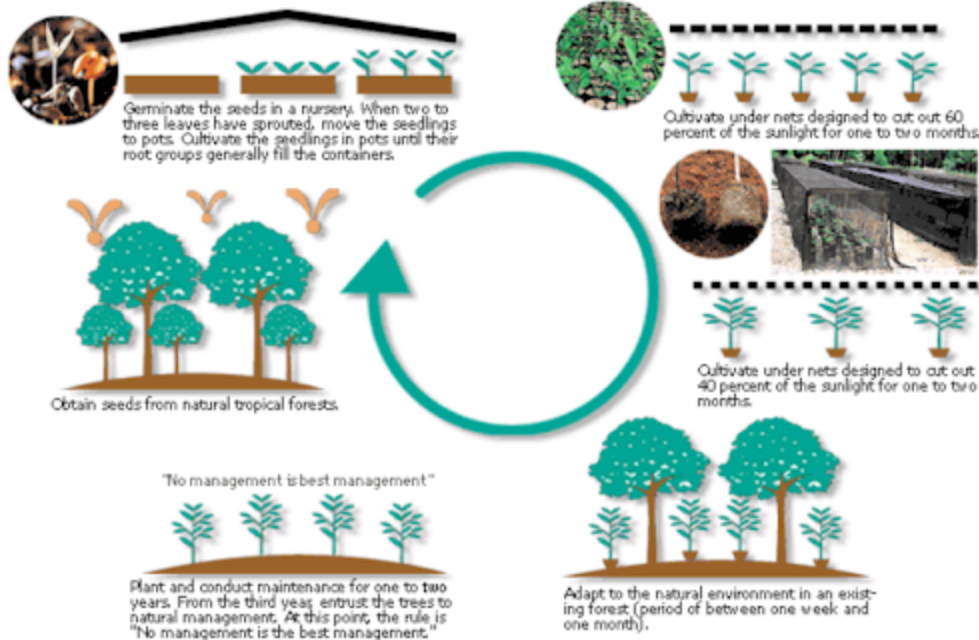 Germinate the seeds in a nursery. When two to
three leaves have sprouted, move the seedlings
to pots. Cultivate the seedlings in pots until their
root groups generally fill the containers.
Cultivate under nets designed to cut out 60
percent of the sunlight for one to two months.
Cultivate under nets designed to cut out
40 percent of the sunlight for one to two
months.
Adapt to the natural environment in an exist-
ing forest (period of between one week and
one month).
"No management is best management"
Plant and conduct maintenance for one to two
years. From the third year, entrust the trees to
natural management. At this point, the rule is
"No management is the best management."
Obtain seeds from natural tropical forests.